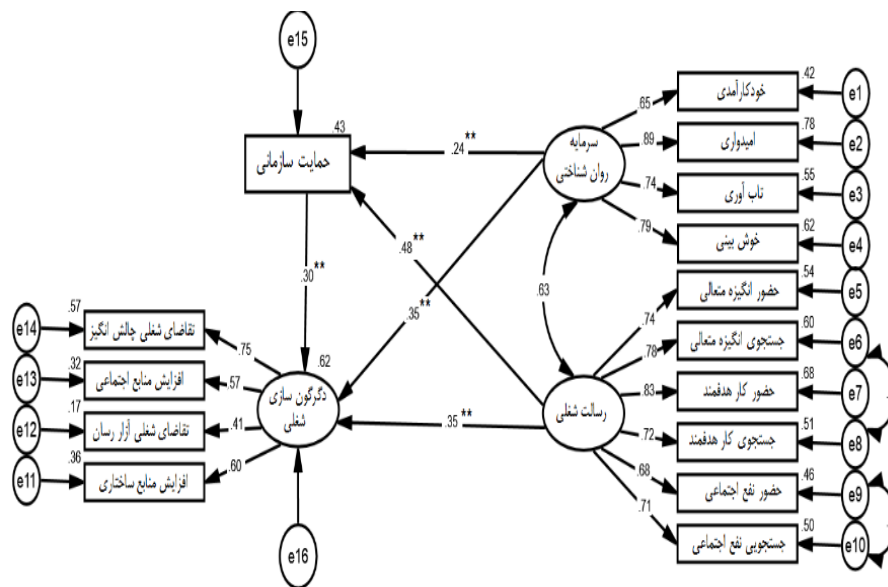 e15
.43
حمایت سازمانی
.24**
.48**
.35**
.30**
.35**
.63
سرمایه
روان شناختی
.65
.89
.74
.79
.42
خودکارآمدی
e1
.78
امیدواری
e2
.55
تاب آوری
e3
.62
خوش بینی
e4
رسالت شغلی
.74
.78
.83
.72
.68
.71
.54
حضور انگیزه متعالی
e5
.60
جستجوی انگیزه متعالی
e6
.68
حضور کار هدفمند
e7
.51
جستجوی کار هدفمند
e8
.46
حضور نفع اجتماعی
e9
.50
جستجویی نفع اجتماعی
e10
.62
دگرگون سازی
شغلی
e16
.75
.57
.41
.60
.57
تقاضای شغلی چالش انگیز
e14
.32
افزایش منابع اجتماعی
e13
.17
تقاضای شغلی آزار رسان
e12
.36
افزایش منابع ساختاری
e11